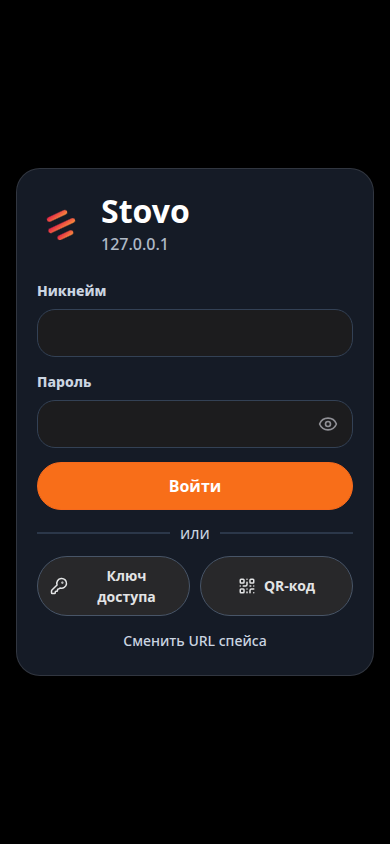 Stovo
127.0.0.1
Никнейм
Пароль
Войти
или
Ключ
доступа
QR-код
Сменить URL спейса